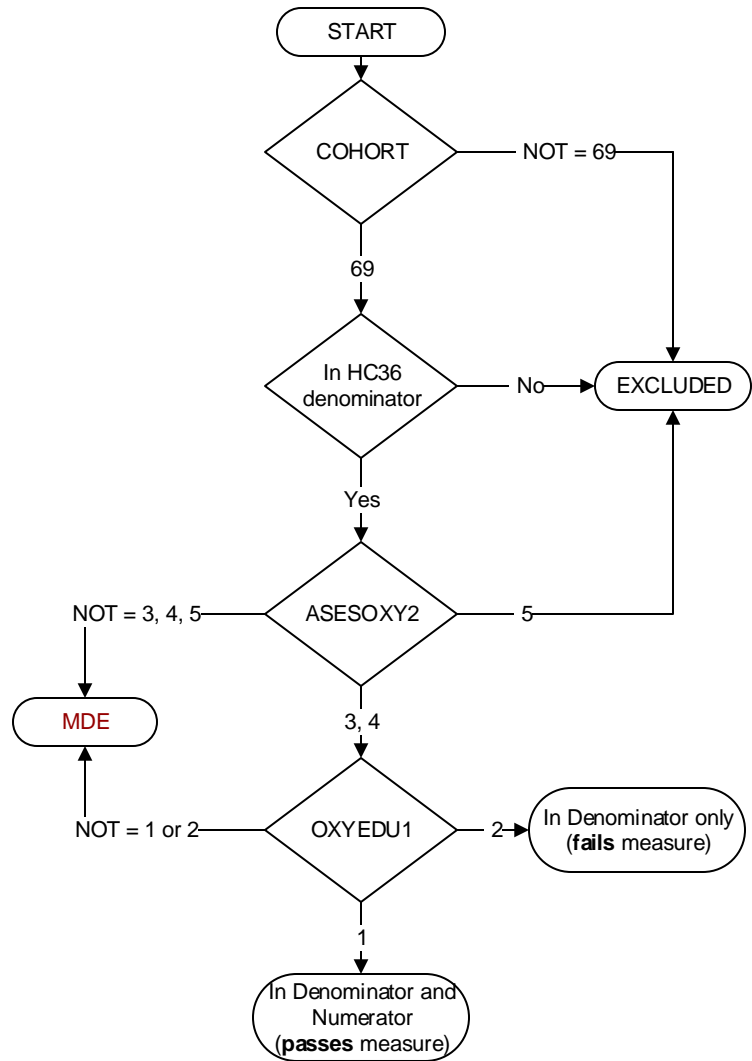 START
COHORT
NOT = 69
69
In HC36
denominator
No
EXCLUDED
Yes
NOT = 3, 4, 5
ASESOXY2
5
MDE
3, 4
NOT = 1 or 2
OXYEDU1
2
In Denominator only
(fails measure)
1
In Denominator and
Numerator
(passes measure)